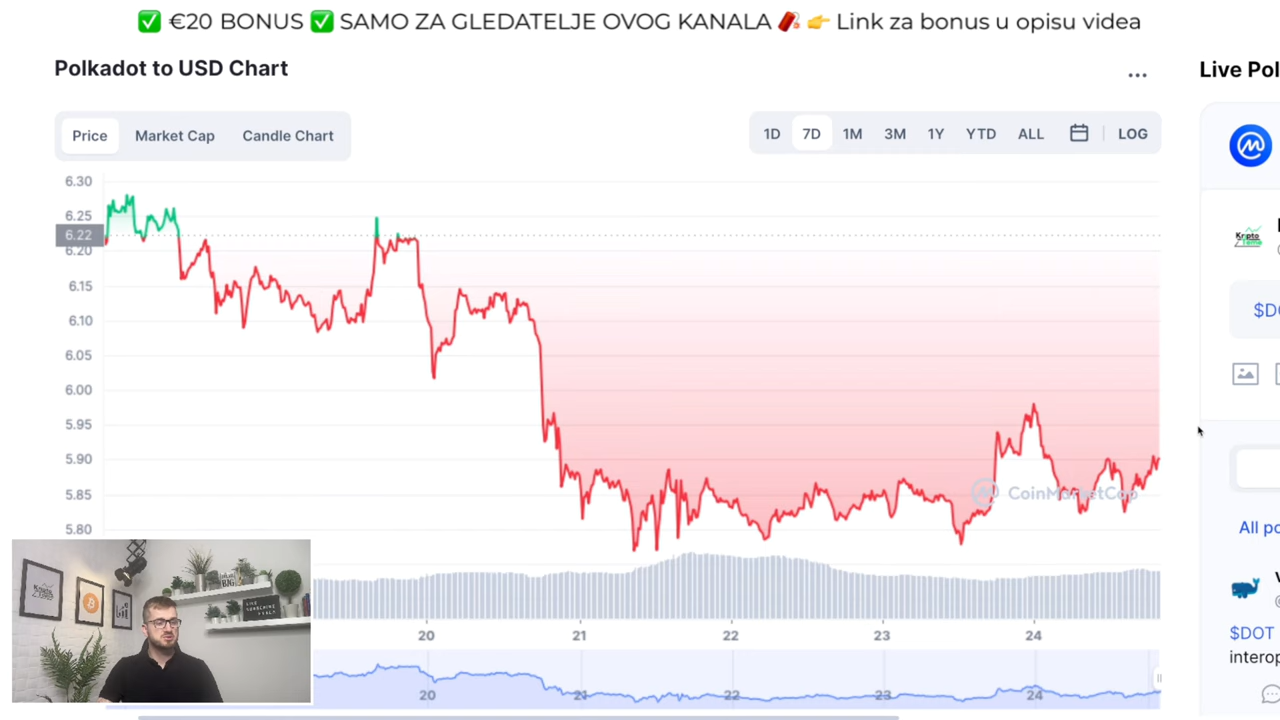 ✅ €20 BONUS ✅ SAMO ZA GLEDATELJE OVOG KANALA 🧧 👉 Link za bonus u opisu videa
Polkadot to USD Chart
Live Pol
Price Market Cap Candle Chart
1D 7D 1M 3M 1Y YTD ALL LOG
6.30
6.25
6.22
6.20
6.15
6.10
6.05
6.00
5.95
5.90
5.85
5.80
CoinMarketCap
20 21 22 23 24
20 21 22 23 24
Kripto
$DO
All po
$DOT
interop